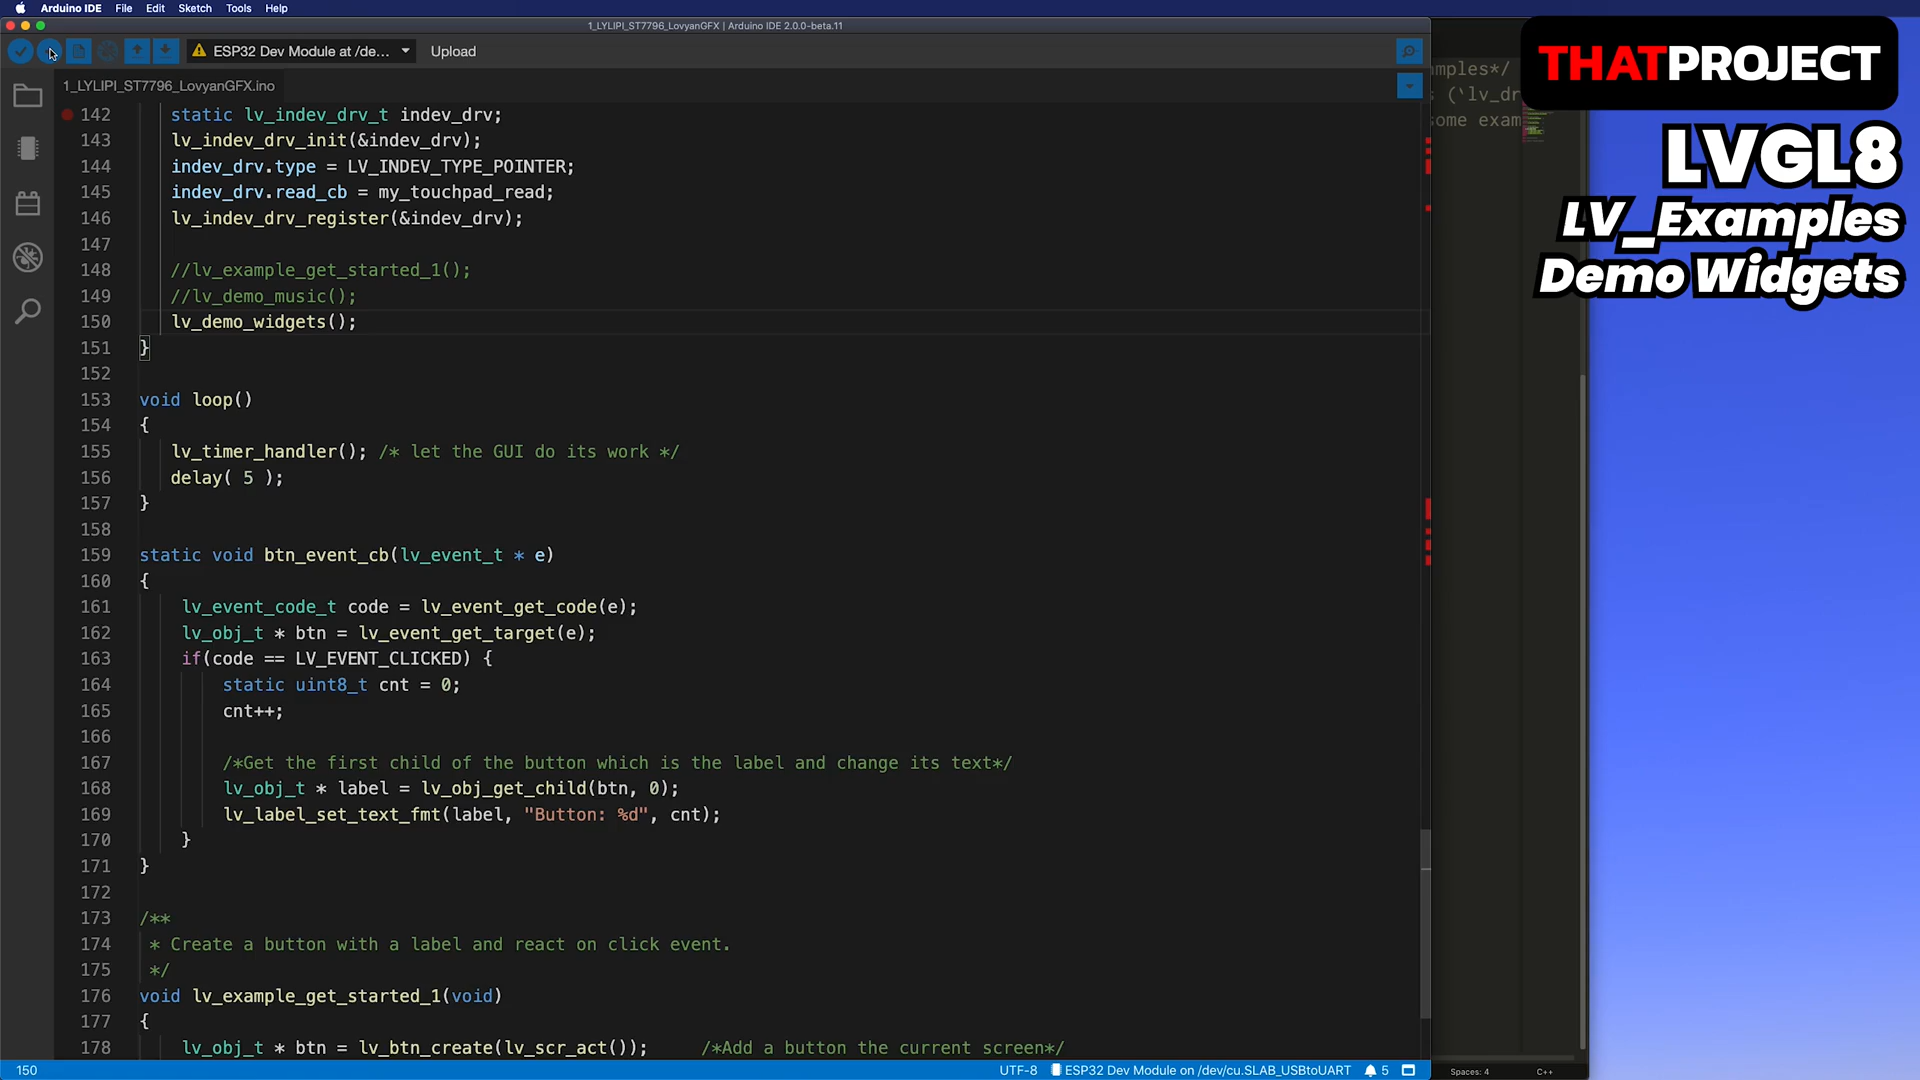 Arduino IDE File Edit Sketch Tools Help
1_LYLIPI_ST7796_LovyanGFX | Arduino IDE 2.0.0-beta.11
ESP32 Dev Module at /de... Upload
1_LYLIPI_ST7796_LovyanGFX.ino
142 static lv_indev_drv_t indev_drv;
143 lv_indev_drv_init(&indev_drv);
144 indev_drv.type = LV_INDEV_TYPE_POINTER;
145 indev_drv.read_cb = my_touchpad_read;
146 lv_indev_drv_register(&indev_drv);
147
148 //lv_example_get_started_1();
149 //lv_demo_music();
150 lv_demo_widgets();
151 }
152
153 void loop()
154 {
155 lv_timer_handler(); /* let the GUI do its work */
156 delay( 5 );
157 }
158
159 static void btn_event_cb(lv_event_t * e)
160 {
161 lv_event_code_t code = lv_event_get_code(e);
162 lv_obj_t * btn = lv_event_get_target(e);
163 if(code == LV_EVENT_CLICKED) {
164 static uint8_t cnt = 0;
165 cnt++;
166
167 /*Get the first child of the button which is the label and change its text*/
168 lv_obj_t * label = lv_obj_get_child(btn, 0);
169 lv_label_set_text_fmt(label, "Button: %d", cnt);
170 }
171 }
172
173 /**
174 * Create a button with a label and react on click event.
175 */
176 void lv_example_get_started_1(void)
177 {
178 lv_obj_t * btn = lv_btn_create(lv_scr_act()); /*Add a button the current screen*/
150 UTF-8 ESP32 Dev Module on /dev/cu.SLAB_USBtoUART 5
mples*/
s (`lv_dr
some exam
Spaces: 4 C++
THATPROJECT
LVGL8
LV_Examples
Demo Widgets